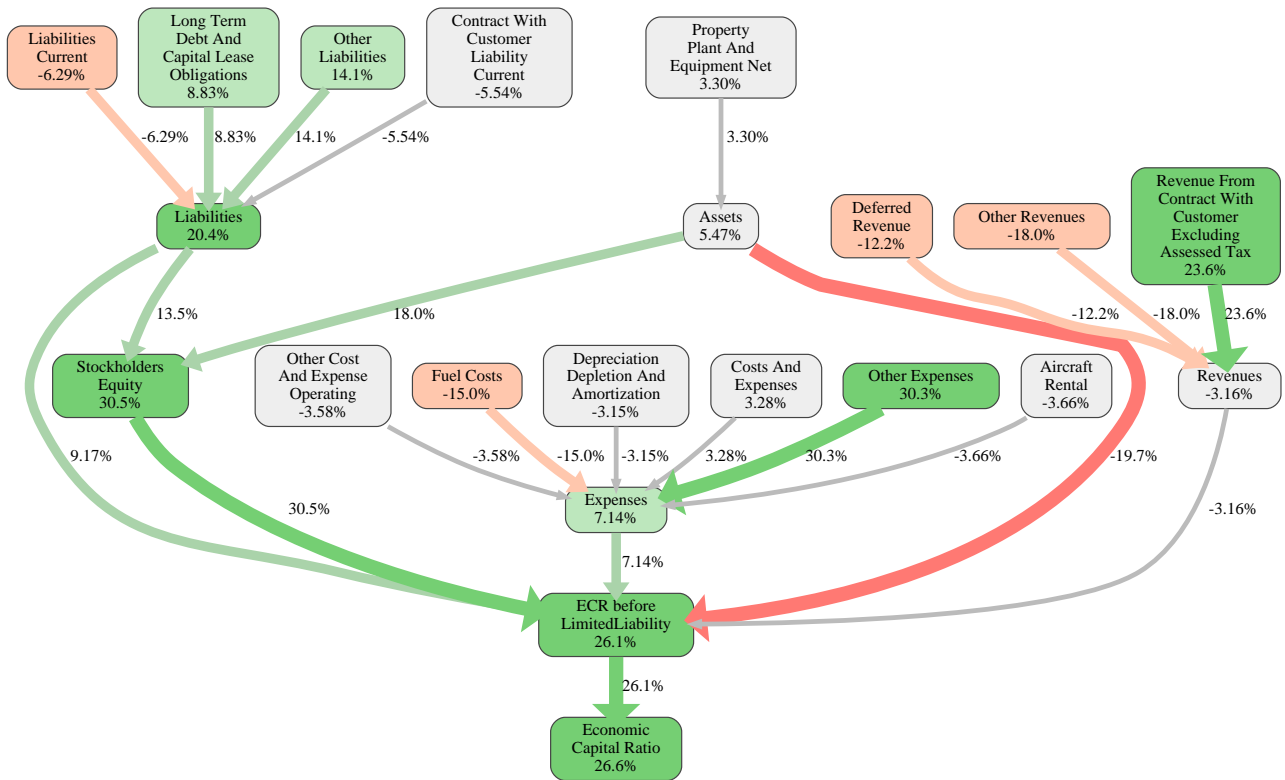 Liabilities
Current
-6.29%
Long Term
Debt And
Capital Lease
Obligations
8.83%
Other
Liabilities
14.1%
Contract With
Customer
Liability
Current
-5.54%
Property
Plant And
Equipment Net
3.30%
-6.29%
8.83%
14.1%
-5.54%
3.30%
Liabilities
20.4%
Assets
5.47%
Deferred
Revenue
-12.2%
Other Revenues
-18.0%
Revenue From
Contract With
Customer
Excluding
Assessed Tax
23.6%
13.5%
18.0%
-12.2%
-18.0%
23.6%
Stockholders
Equity
30.5%
Other Cost
And Expense
Operating
-3.58%
Fuel Costs
-15.0%
Depreciation
Depletion And
Amortization
-3.15%
Costs And
Expenses
3.28%
Other Expenses
30.3%
Aircraft
Rental
-3.66%
Revenues
-3.16%
9.17%
-3.58%
-15.0%
-3.15%
3.28%
30.3%
-3.66%
-19.7%
30.5%
Expenses
7.14%
-3.16%
7.14%
ECR before
LimitedLiability
26.1%
26.1%
Economic
Capital Ratio
26.6%